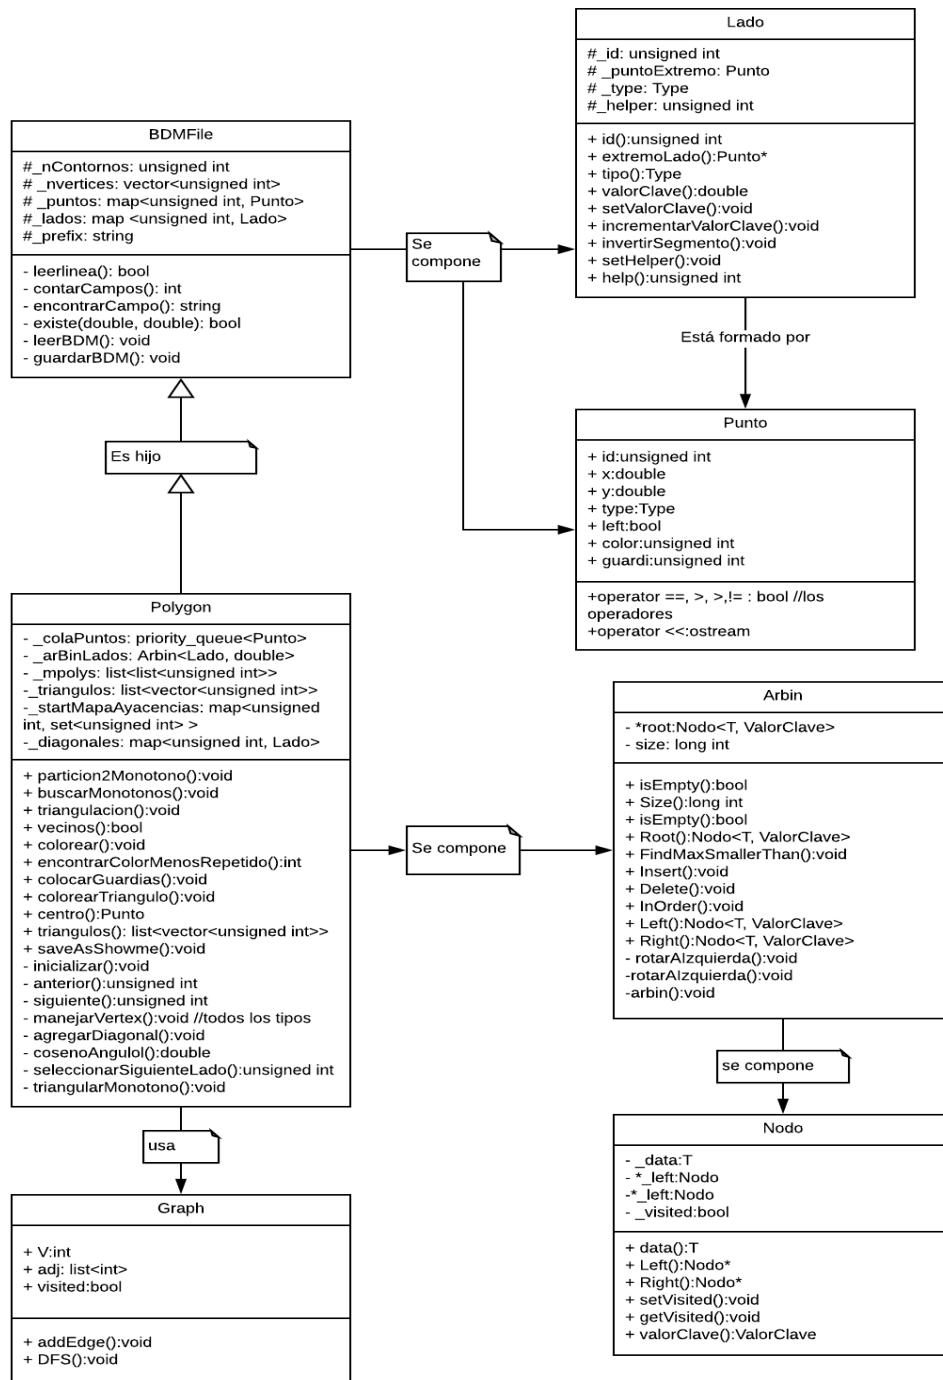 Lado
#_id: unsigned int
# _puntoExtremo: Punto
# _type: Type
#_helper: unsigned int
+ id():unsigned int
+ extremoLado():Punto*
+ tipo():Type
+ valorClave():double
+ setValorClave():void
+ incrementarValorClave():void
+ invertirSegmento():void
+ setHelper():void
+ help():unsigned int
BDMFile
#_nContornos: unsigned int
# _nvertices: vector<unsigned int>
# _puntos: map<unsigned int, Punto>
#_lados: map <unsigned int, Lado>
#_prefix: string
- leerlinea(): bool
- contarCampos(): int
- encontrarCampo(): string
- existe(double, double): bool
- leerBDM(): void
- guardarBDM(): void
Se
compone
Está formado por
Es hijo
Punto
+ id:unsigned int
+ x:double
+ y:double
+ type:Type
+ left:bool
+ color:unsigned int
+ guardi:unsigned int
+operator ==, >, >,!= : bool //los
operadores
+operator <<:ostream
Polygon
- _colaPuntos: priority_queue<Punto>
- _arBinLados: Arbin<Lado, double>
- _mpolys: list<list<unsigned int>>
- _triangulos: list<vector<unsigned int>>
-_startMapaAyacencias: map<unsigned
int, set<unsigned int> >
-_diagonales: map<unsigned int, Lado>
+ particion2Monotono():void
+ buscarMonotonos():void
+ triangulacion():void
+ vecinos():bool
+ colorear():void
+ encontrarColorMenosRepetido():int
+ colocarGuardias():void
+ colorearTriangulo():void
+ centro():Punto
+ triangulos(): list<vector<unsigned int>>
+ saveAsShowme():void
- inicializar():void
- anterior():unsigned int
- siguiente():unsigned int
- manejarVertex():void //todos los tipos
- agregarDiagonal():void
- cosenoAngulol():double
- seleccionarSiguienteLado():unsigned int
- triangularMonotono():void
Se compone
Arbin
- *root:Nodo<T, ValorClave>
- size: long int
+ isEmpty():bool
+ Size():long int
+ isEmpty():bool
+ Root():Nodo<T, ValorClave>
+ FindMaxSmallerThan():void
+ Insert():void
+ Delete():void
+ InOrder():void
+ Left():Nodo<T, ValorClave>
+ Right():Nodo<T, ValorClave>
- rotarAIzquierda():void
-rotarAIzquierda():void
-arbin():void
se compone
usa
Nodo
- _data:T
- *_left:Nodo
-*_left:Nodo
- _visited:bool
+ data():T
+ Left():Nodo*
+ Right():Nodo*
+ setVisited():void
+ getVisited():void
+ valorClave():ValorClave
Graph
+ V:int
+ adj: list<int>
+ visited:bool
+ addEdge():void
+ DFS():void